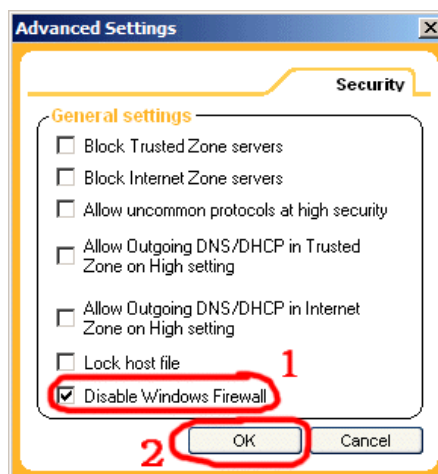 Advanced Settings
Security
General settings
Block Trusted Zone servers
Block Internet Zone servers
Allow uncommon protocols at high security
Allow Outgoing DNS/DHCP in Trusted
Zone on High setting
Allow Outgoing DNS/DHCP in Internet
Zone on High setting
Lock host file
1
Disable Windows Firewall
2
OK
Cancel